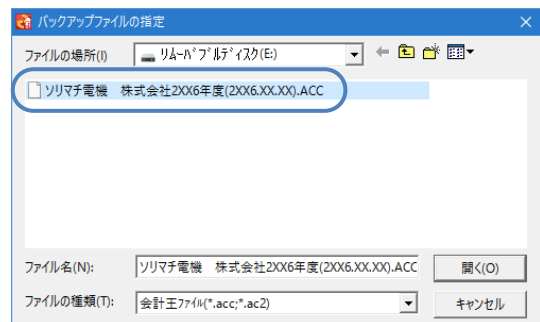 バックアップファイルの指定
ファイルの場所(I) リムーバブルディスク(E:)
ソリマチ電機　株式会社2XX6年度(2XX6.XX.XX).ACC
ファイル名(N): ソリマチ電機　株式会社2XX6年度(2XX6.XX.XX).ACC 開く(O)
ファイルの種類(T): 会計王ファイル(*.acc;*.ac2) キャンセル